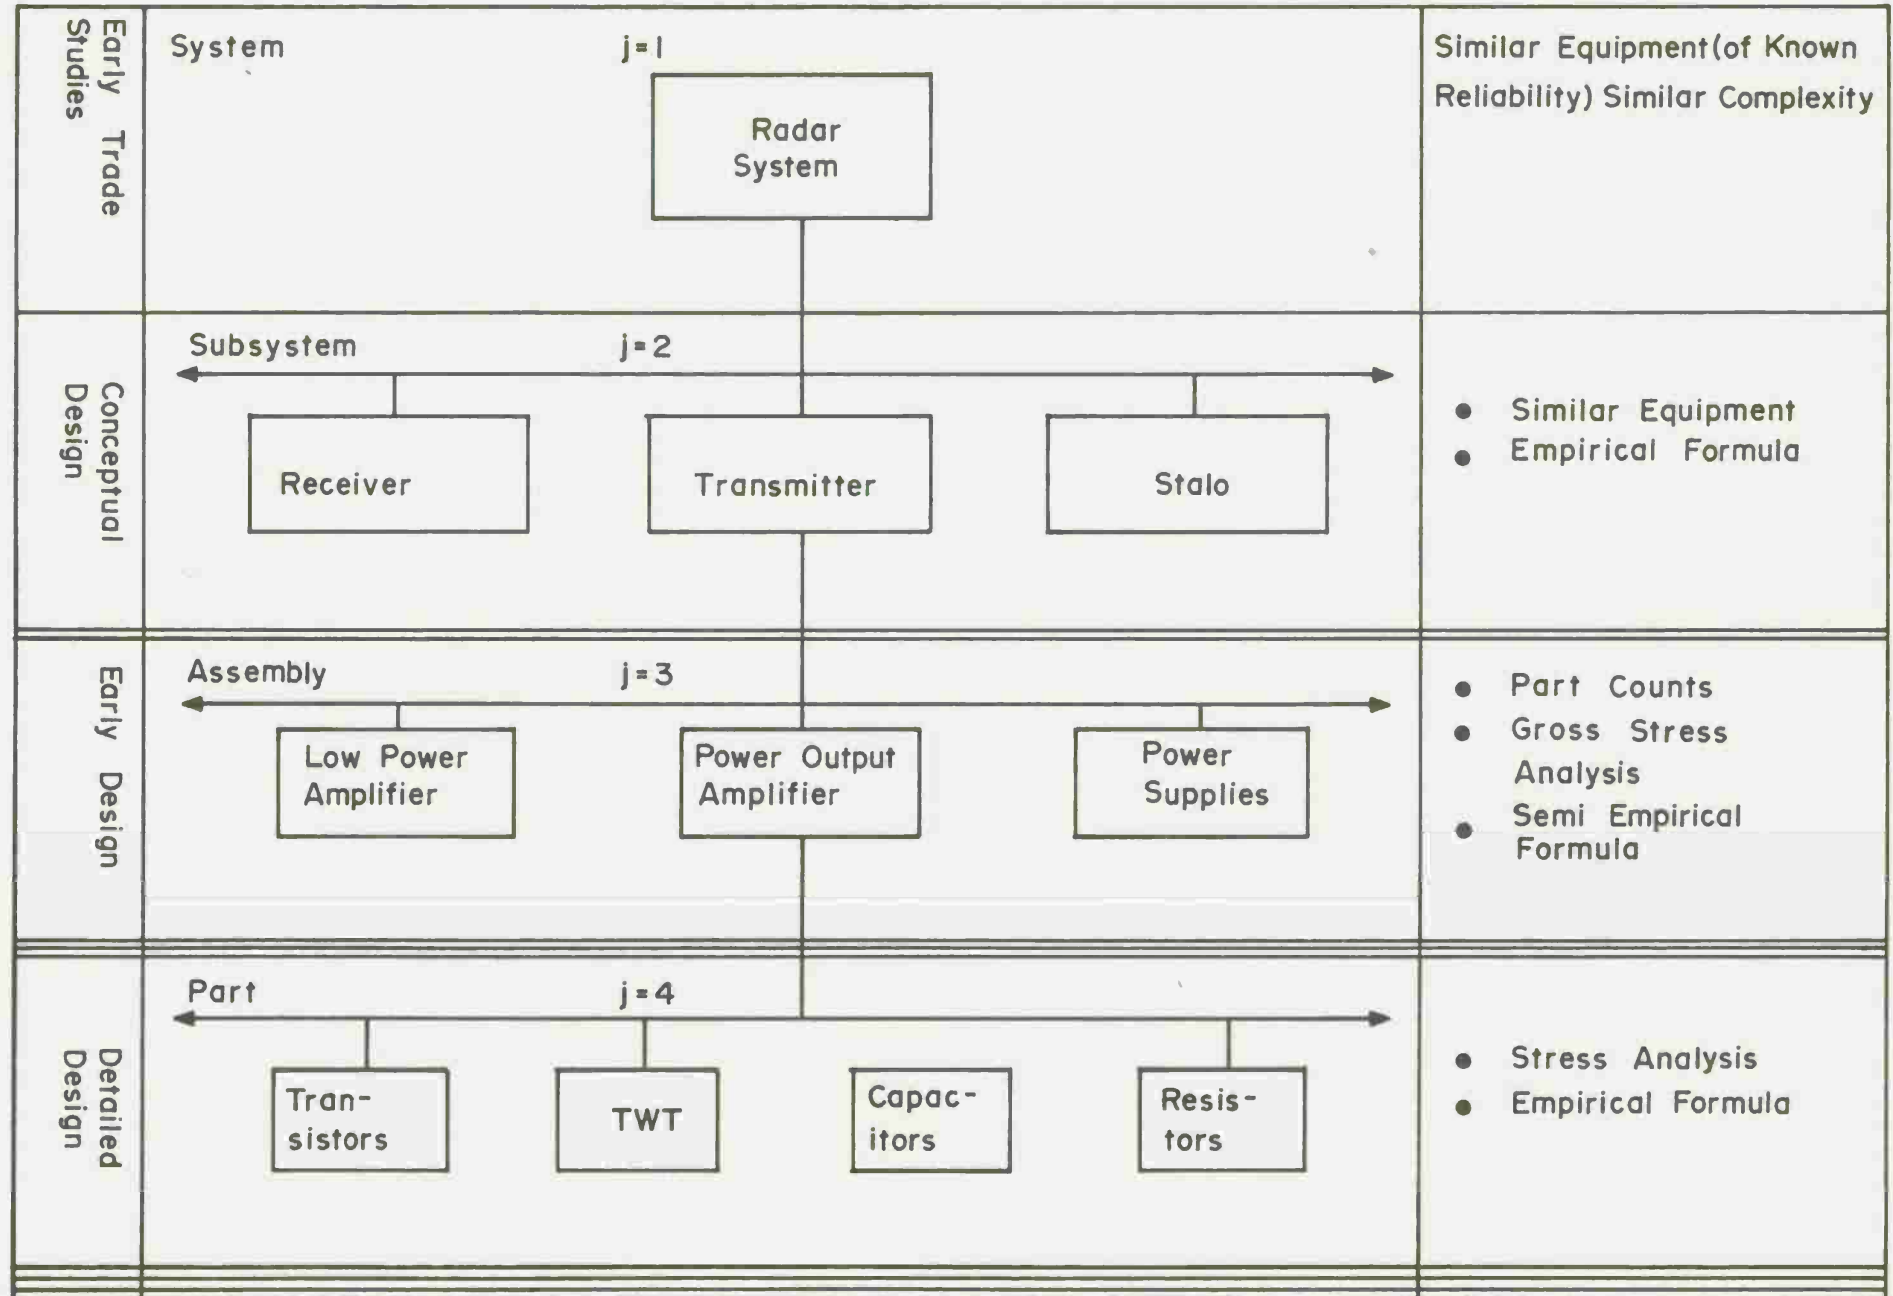 Early Trade
Studies
System
j=1
Radar
System
Similar Equipment (of Known
Reliability) Similar Complexity
Conceptual
Design
Subsystem
j=2
Receiver
Transmitter
Stalo
• Similar Equipment
• Empirical Formula
Early Design
Assembly
j=3
Low Power
Amplifier
Power Output
Amplifier
Power
Supplies
• Part Counts
• Gross Stress
Analysis
• Semi Empirical
Formula
Detailed
Design
Part
j=4
Tran-
sistors
TWT
Capac-
itors
Resis-
tors
• Stress Analysis
• Empirical Formula